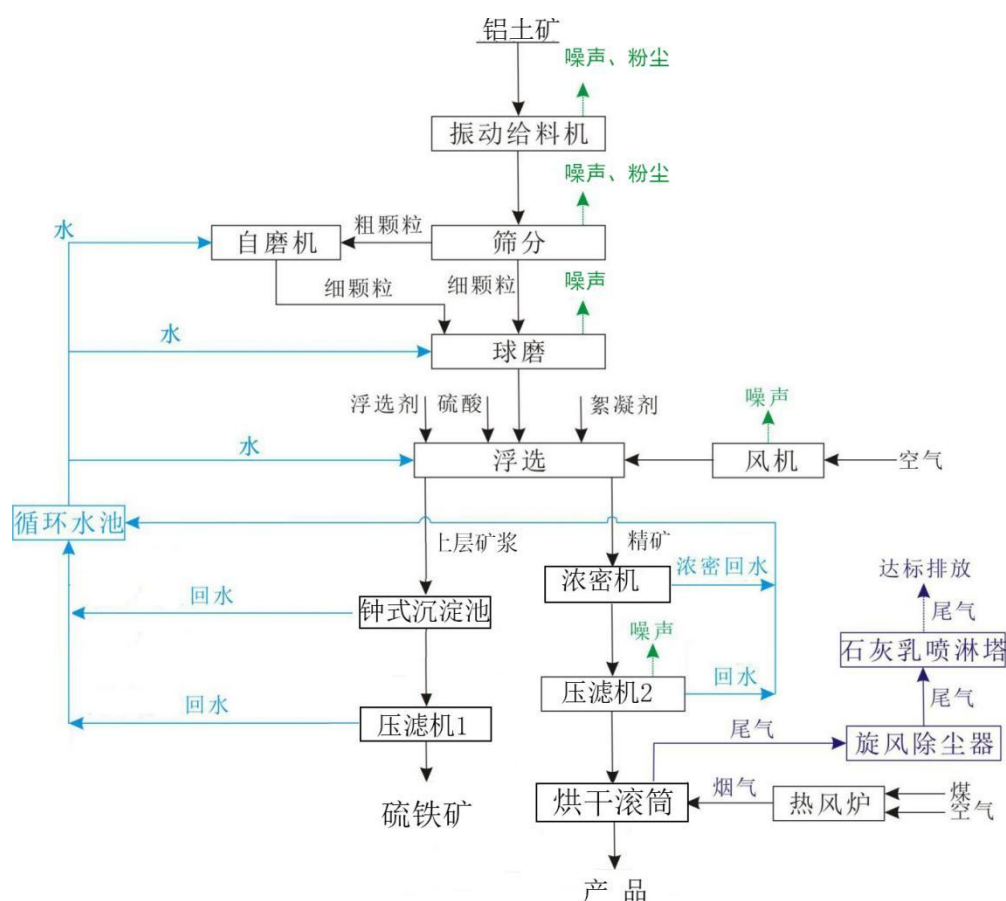 铝土矿
噪声、粉尘
振动给料机
噪声、粉尘
水
粗颗粒
自磨机
筛分
细颗粒
细颗粒
噪声
水
球磨
浮选剂
硫酸
絮凝剂
噪声
水
浮选
风机
空气
循环水池
上层矿浆
精矿
浓密机
浓密回水
达标排放
回水
钟式沉淀池
噪声
尾气
石灰乳喷淋塔
压滤机2
回水
尾气
回水
压滤机1
尾气
旋风除尘器
烟气
煤
硫铁矿
烘干滚筒
热风炉
空气
产品